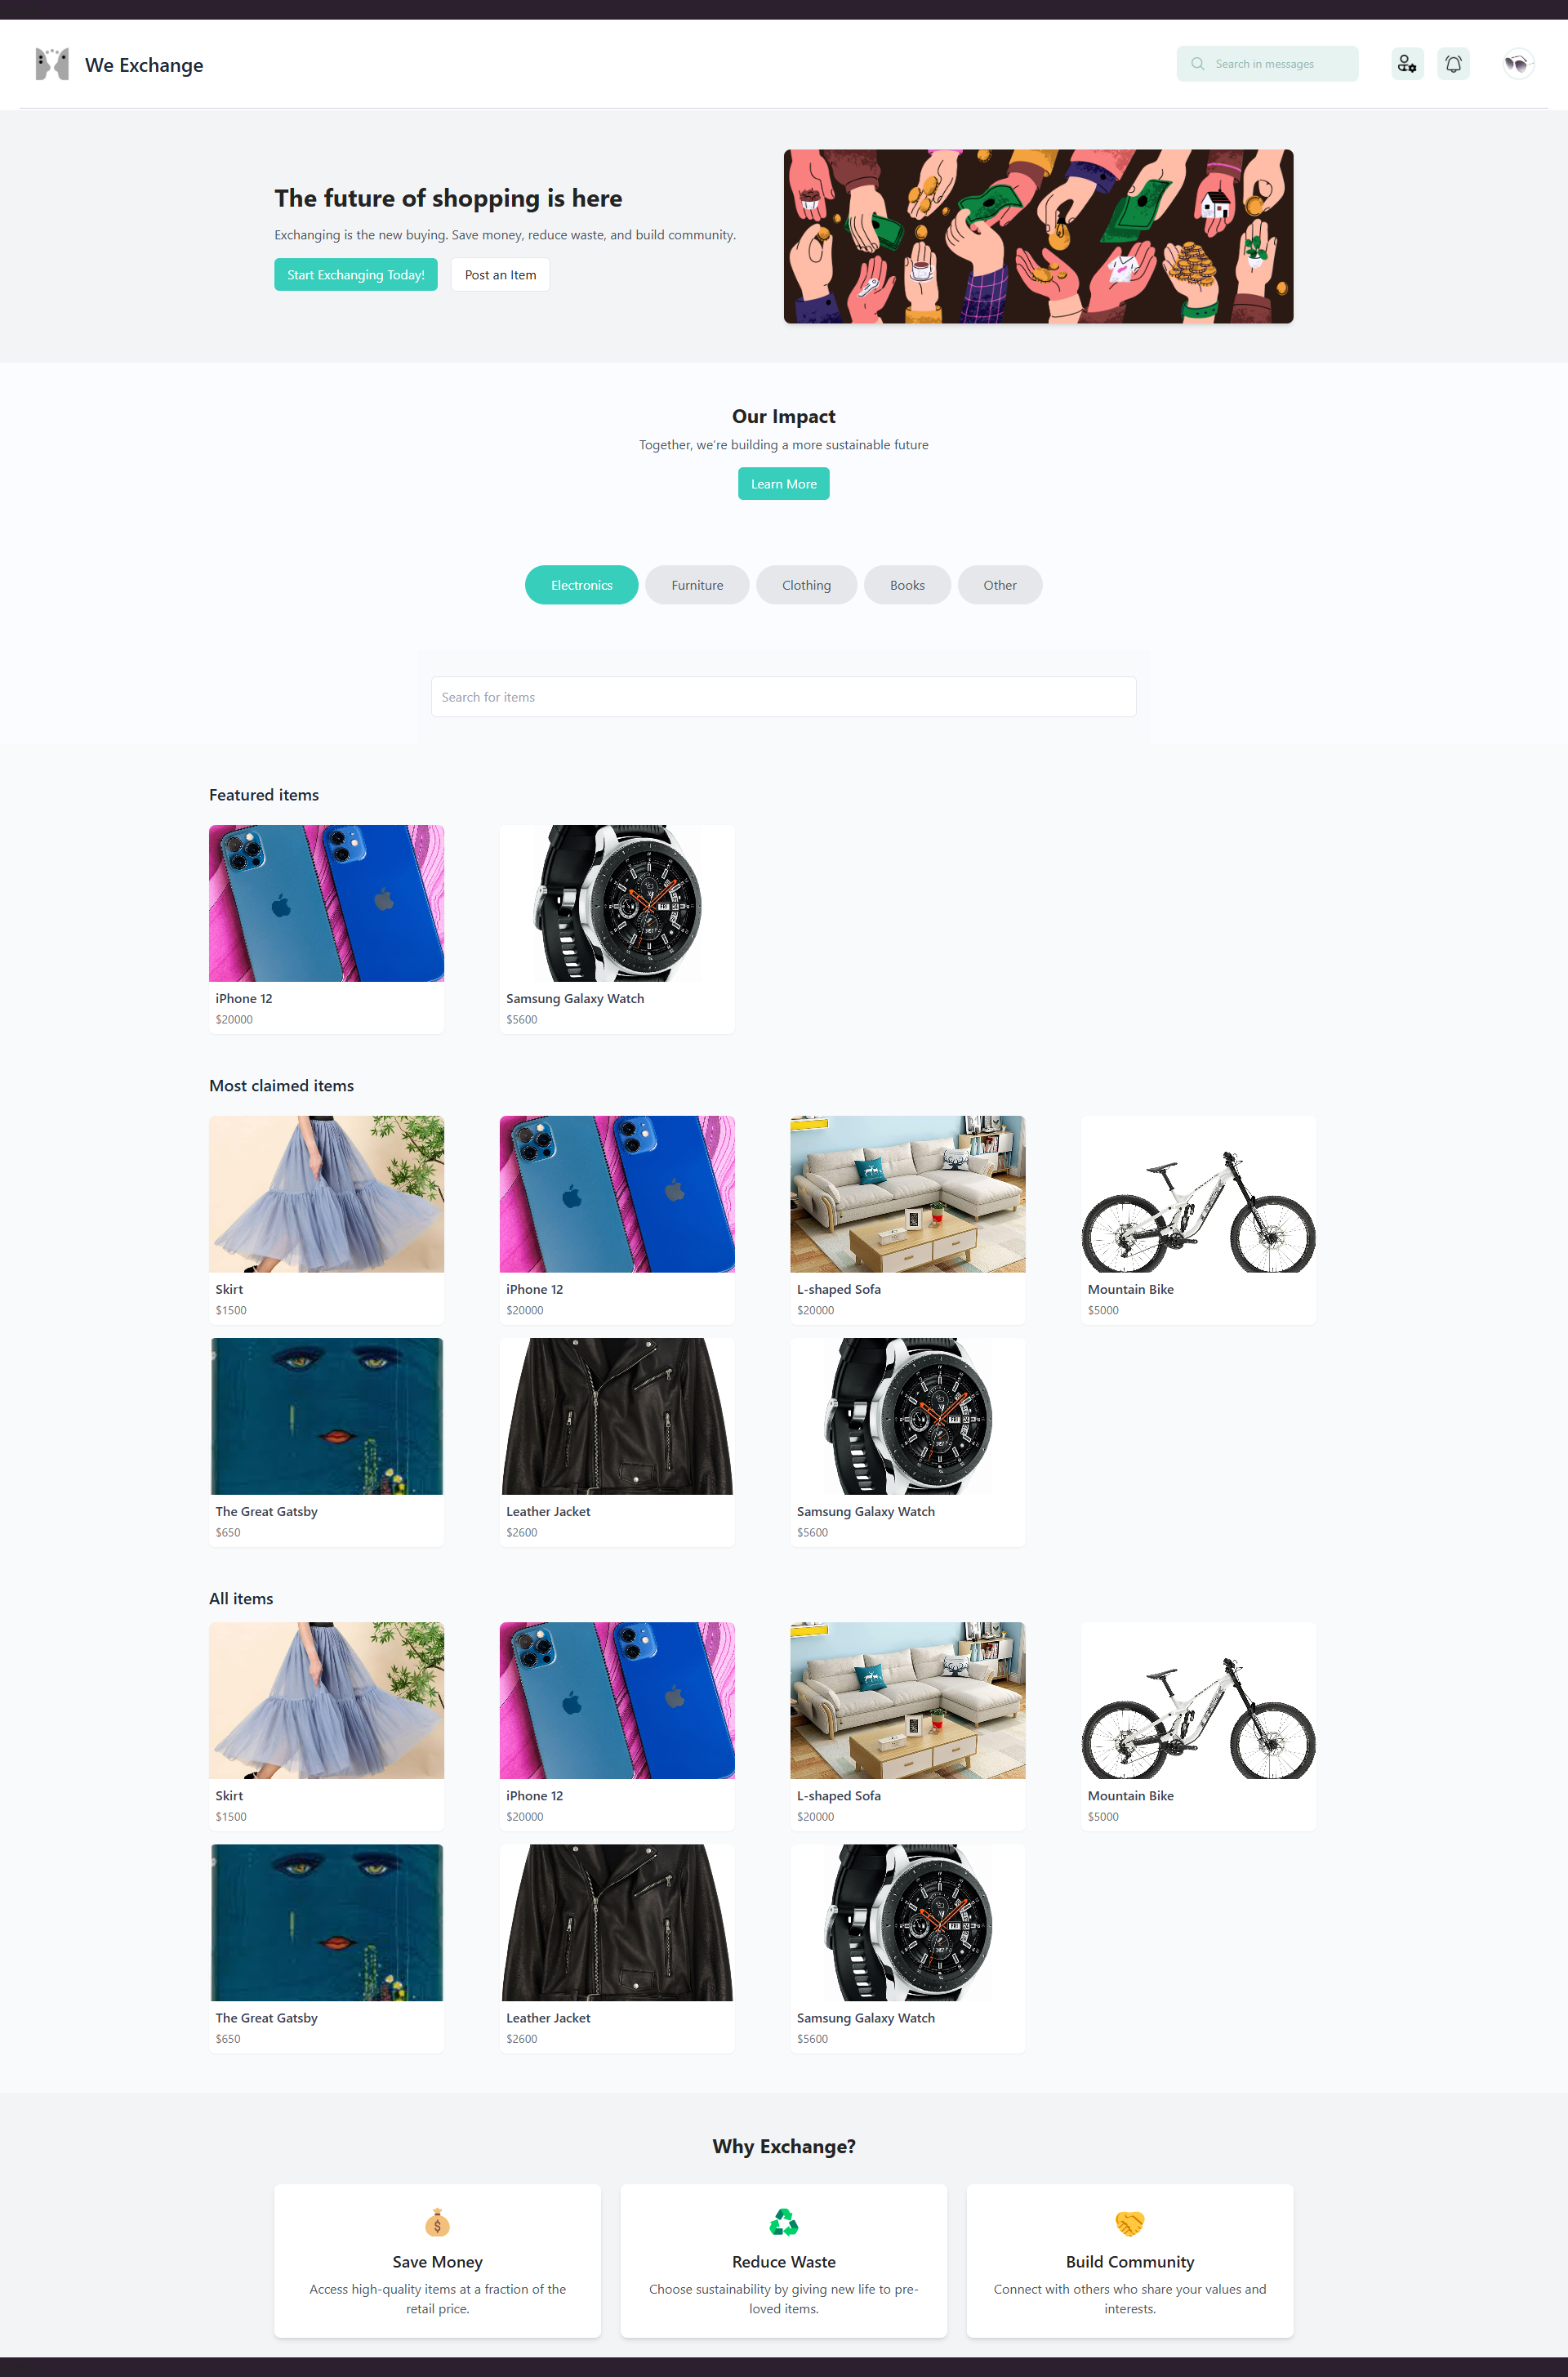 We Exchange
Search in messages
The future of shopping is here
Exchanging is the new buying. Save money, reduce waste, and build community.
Start Exchanging Today!
Post an Item
Our Impact
Together, we're building a more sustainable future
Learn More
Electronics
Furniture
Clothing
Books
Other
Search for items
Featured items
iPhone 12
$20000
Samsung Galaxy Watch
$5600
Most claimed items
Skirt
$1500
iPhone 12
$20000
L-shaped Sofa
$20000
Mountain Bike
$5000
The Great Gatsby
$650
Leather Jacket
$2600
Samsung Galaxy Watch
$5600
All items
Skirt
$1500
iPhone 12
$20000
L-shaped Sofa
$20000
Mountain Bike
$5000
The Great Gatsby
$650
Leather Jacket
$2600
Samsung Galaxy Watch
$5600
Why Exchange?
Save Money
Access high-quality items at a fraction of the
retail price.
Reduce Waste
Choose sustainability by giving new life to pre-
loved items.
Build Community
Connect with others who share your values and
interests.